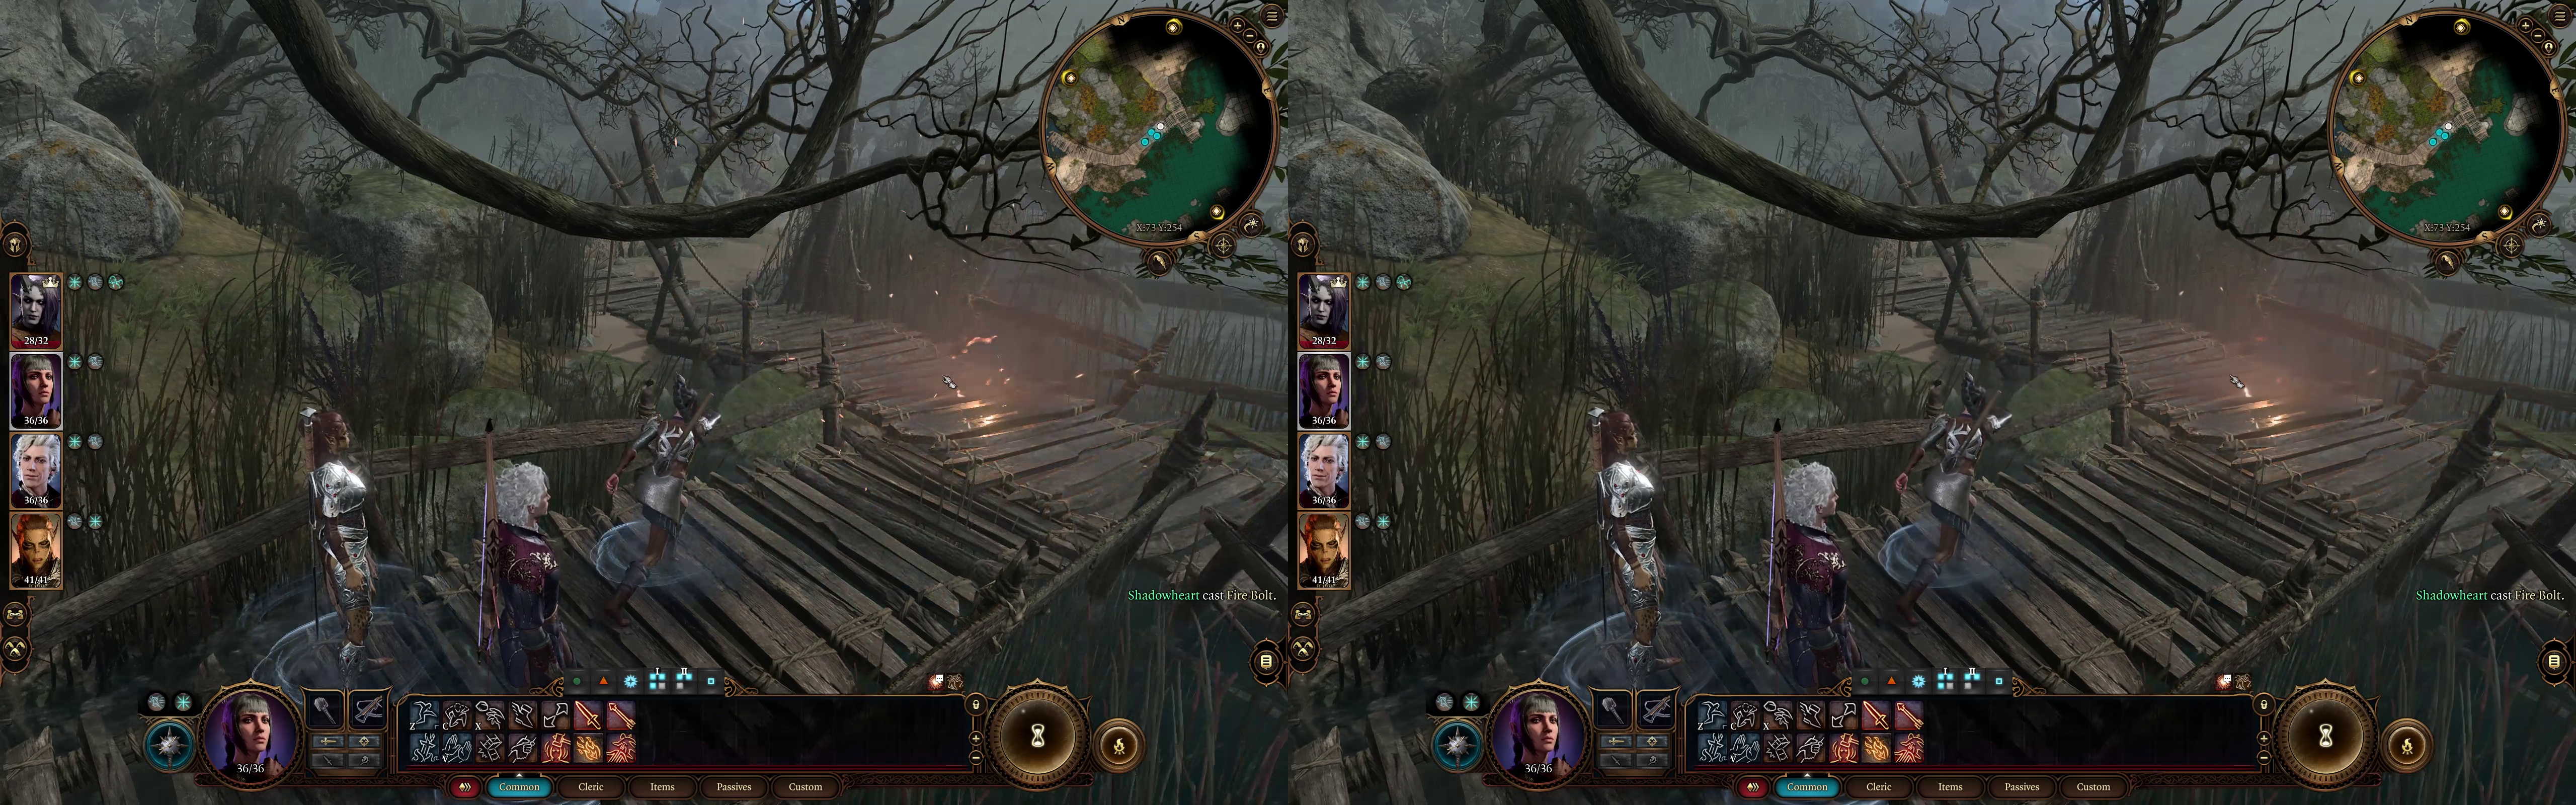 N
X:73 Y:254
S
28/32
36/36
36/36
41/41
Shadowheart cast Fire Bolt.
I
II
Z
C
X
V
36/36
Common
Cleric
Items
Passives
Custom
N
X:73 Y:254
S
28/32
36/36
36/36
41/41
Shadowheart cast Fire Bolt.
I
II
Z
C
X
V
36/36
Common
Cleric
Items
Passives
Custom